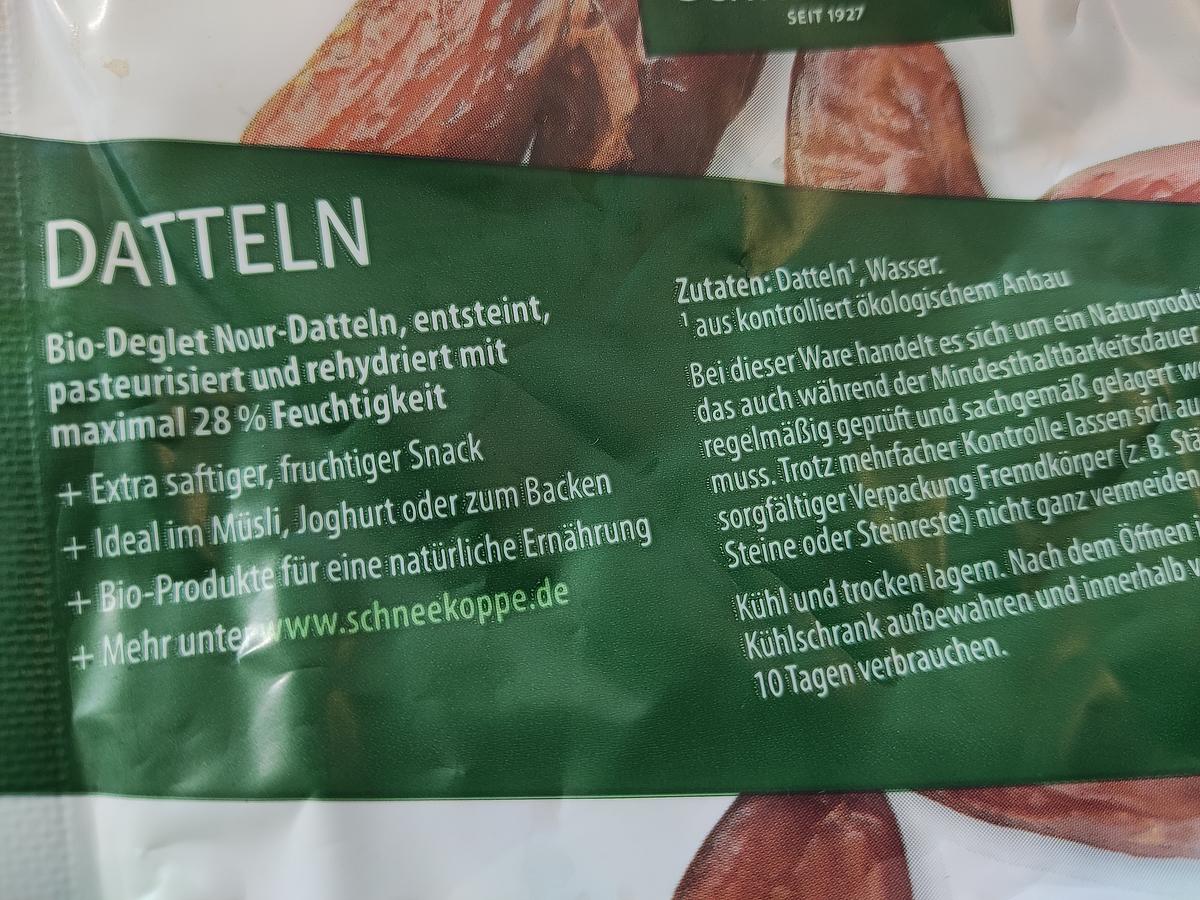 SEIT 1927
DATTELN
Bio-Deglet Nour-Datteln, entsteint,
pasteurisiert und rehydriert mit
maximal 28 % Feuchtigkeit
+ Extra saftiger, fruchtiger Snack
+ Ideal im Müsli, Joghurt oder zum Backen
+ Bio-Produkte für eine natürliche Ernährung
+ Mehr unter www.schneekoppe.de
Zutaten: Datteln¹, Wasser.
¹ aus kontrolliert ökologischem Anbau
Bei dieser Ware handelt es sich um ein Naturprodu
das auch während der Mindesthaltbarkeitsdauer
regelmäßig geprüft und sachgemäß gelagert we
muss. Trotz mehrfacher Kontrolle lassen sich au
sorgfältiger Verpackung Fremdkörper (z. B. Stä
Steine oder Steinreste) nicht ganz vermeiden
Kühl und trocken lagern. Nach dem Öffnen
Kühlschrank aufbewahren und innerhalb v
10 Tagen verbrauchen.